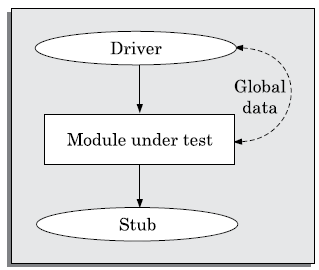 Driver
Global
data
Module under test
Stub